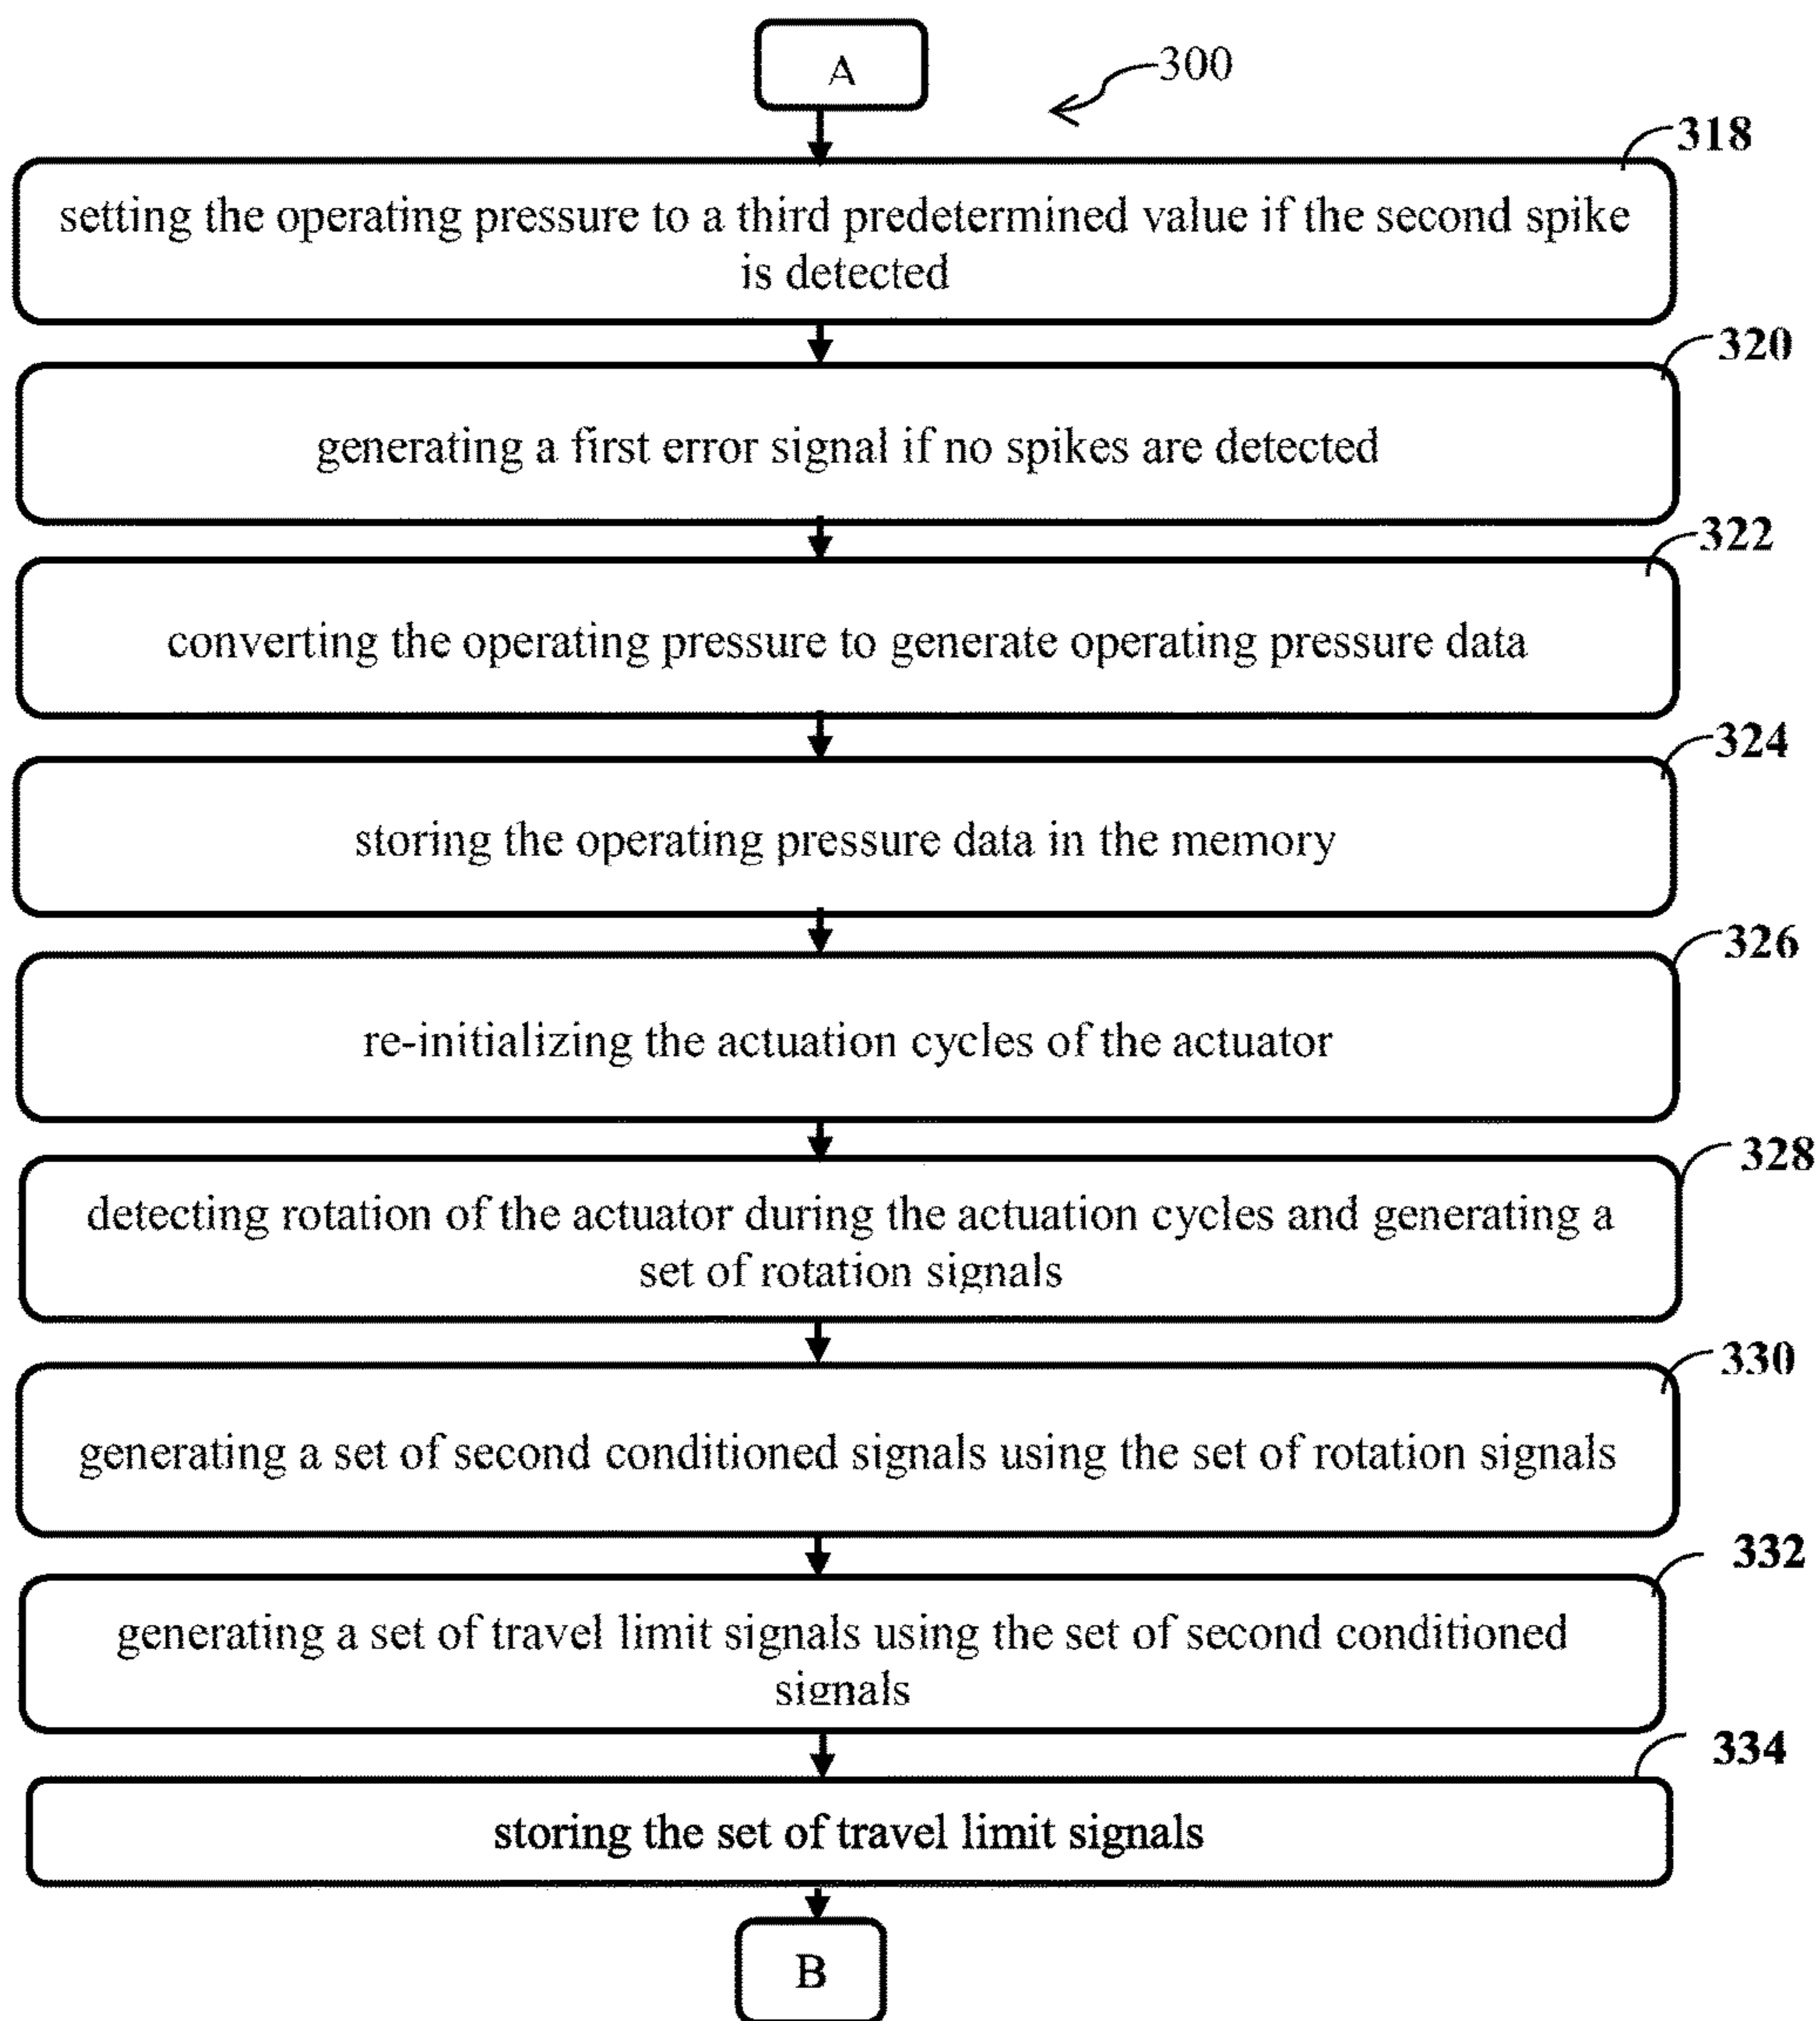 A
300
318
setting the operating pressure to a third predetermined value if the second spike
is detected
320
generating a first error signal if no spikes are detected
322
converting the operating pressure to generate operating pressure data
324
storing the operating pressure data in the memory
326
re-initializing the actuation cycles of the actuator
328
detecting rotation of the actuator during the actuation cycles and generating a
set of rotation signals
330
generating a set of second conditioned signals using the set of rotation signals
332
generating a set of travel limit signals using the set of second conditioned
signals
334
storing the set of travel limit signals
B